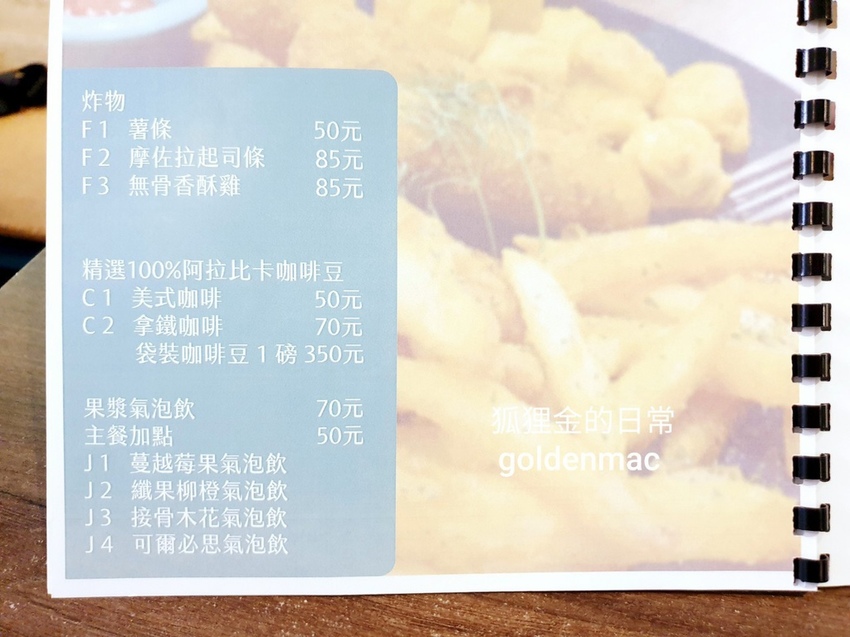 炸物
F1 薯條 50元
F2 摩佐拉起司條 85元
F3 無骨香酥雞 85元
精選100%阿拉比卡咖啡豆
C1 美式咖啡 50元
C2 拿鐵咖啡 70元
袋裝咖啡豆 1 磅 350元
果漿氣泡飲 70元
主餐加點 50元
J1 蔓越莓果氣泡飲
J2 纖果柳橙氣泡飲
J3 接骨木花氣泡飲
J4 可爾必思氣泡飲
狐狸金的日常
goldenmac